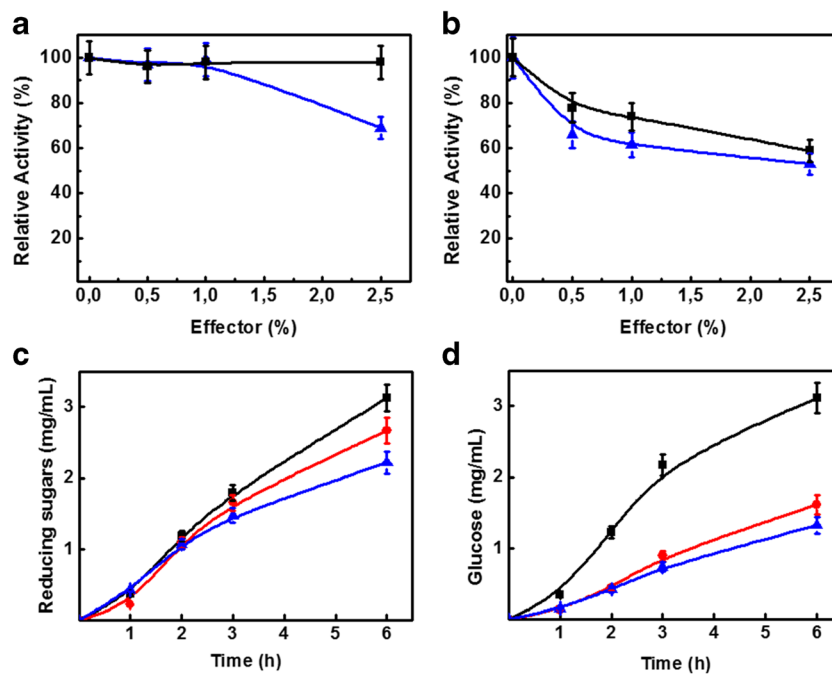 a
100
80
60
40
20
Relative Activity (%)
0,0 0,5 1,0 1,5 2,0 2,5
Effector (%)
b
100
80
60
40
20
Relative Activity (%)
0,0 0,5 1,0 1,5 2,0 2,5
Effector (%)
c
3
2
1
Reducing sugars (mg/mL)
1 2 3 4 5 6
Time (h)
d
3
2
1
Glucose (mg/mL)
1 2 3 4 5 6
Time (h)